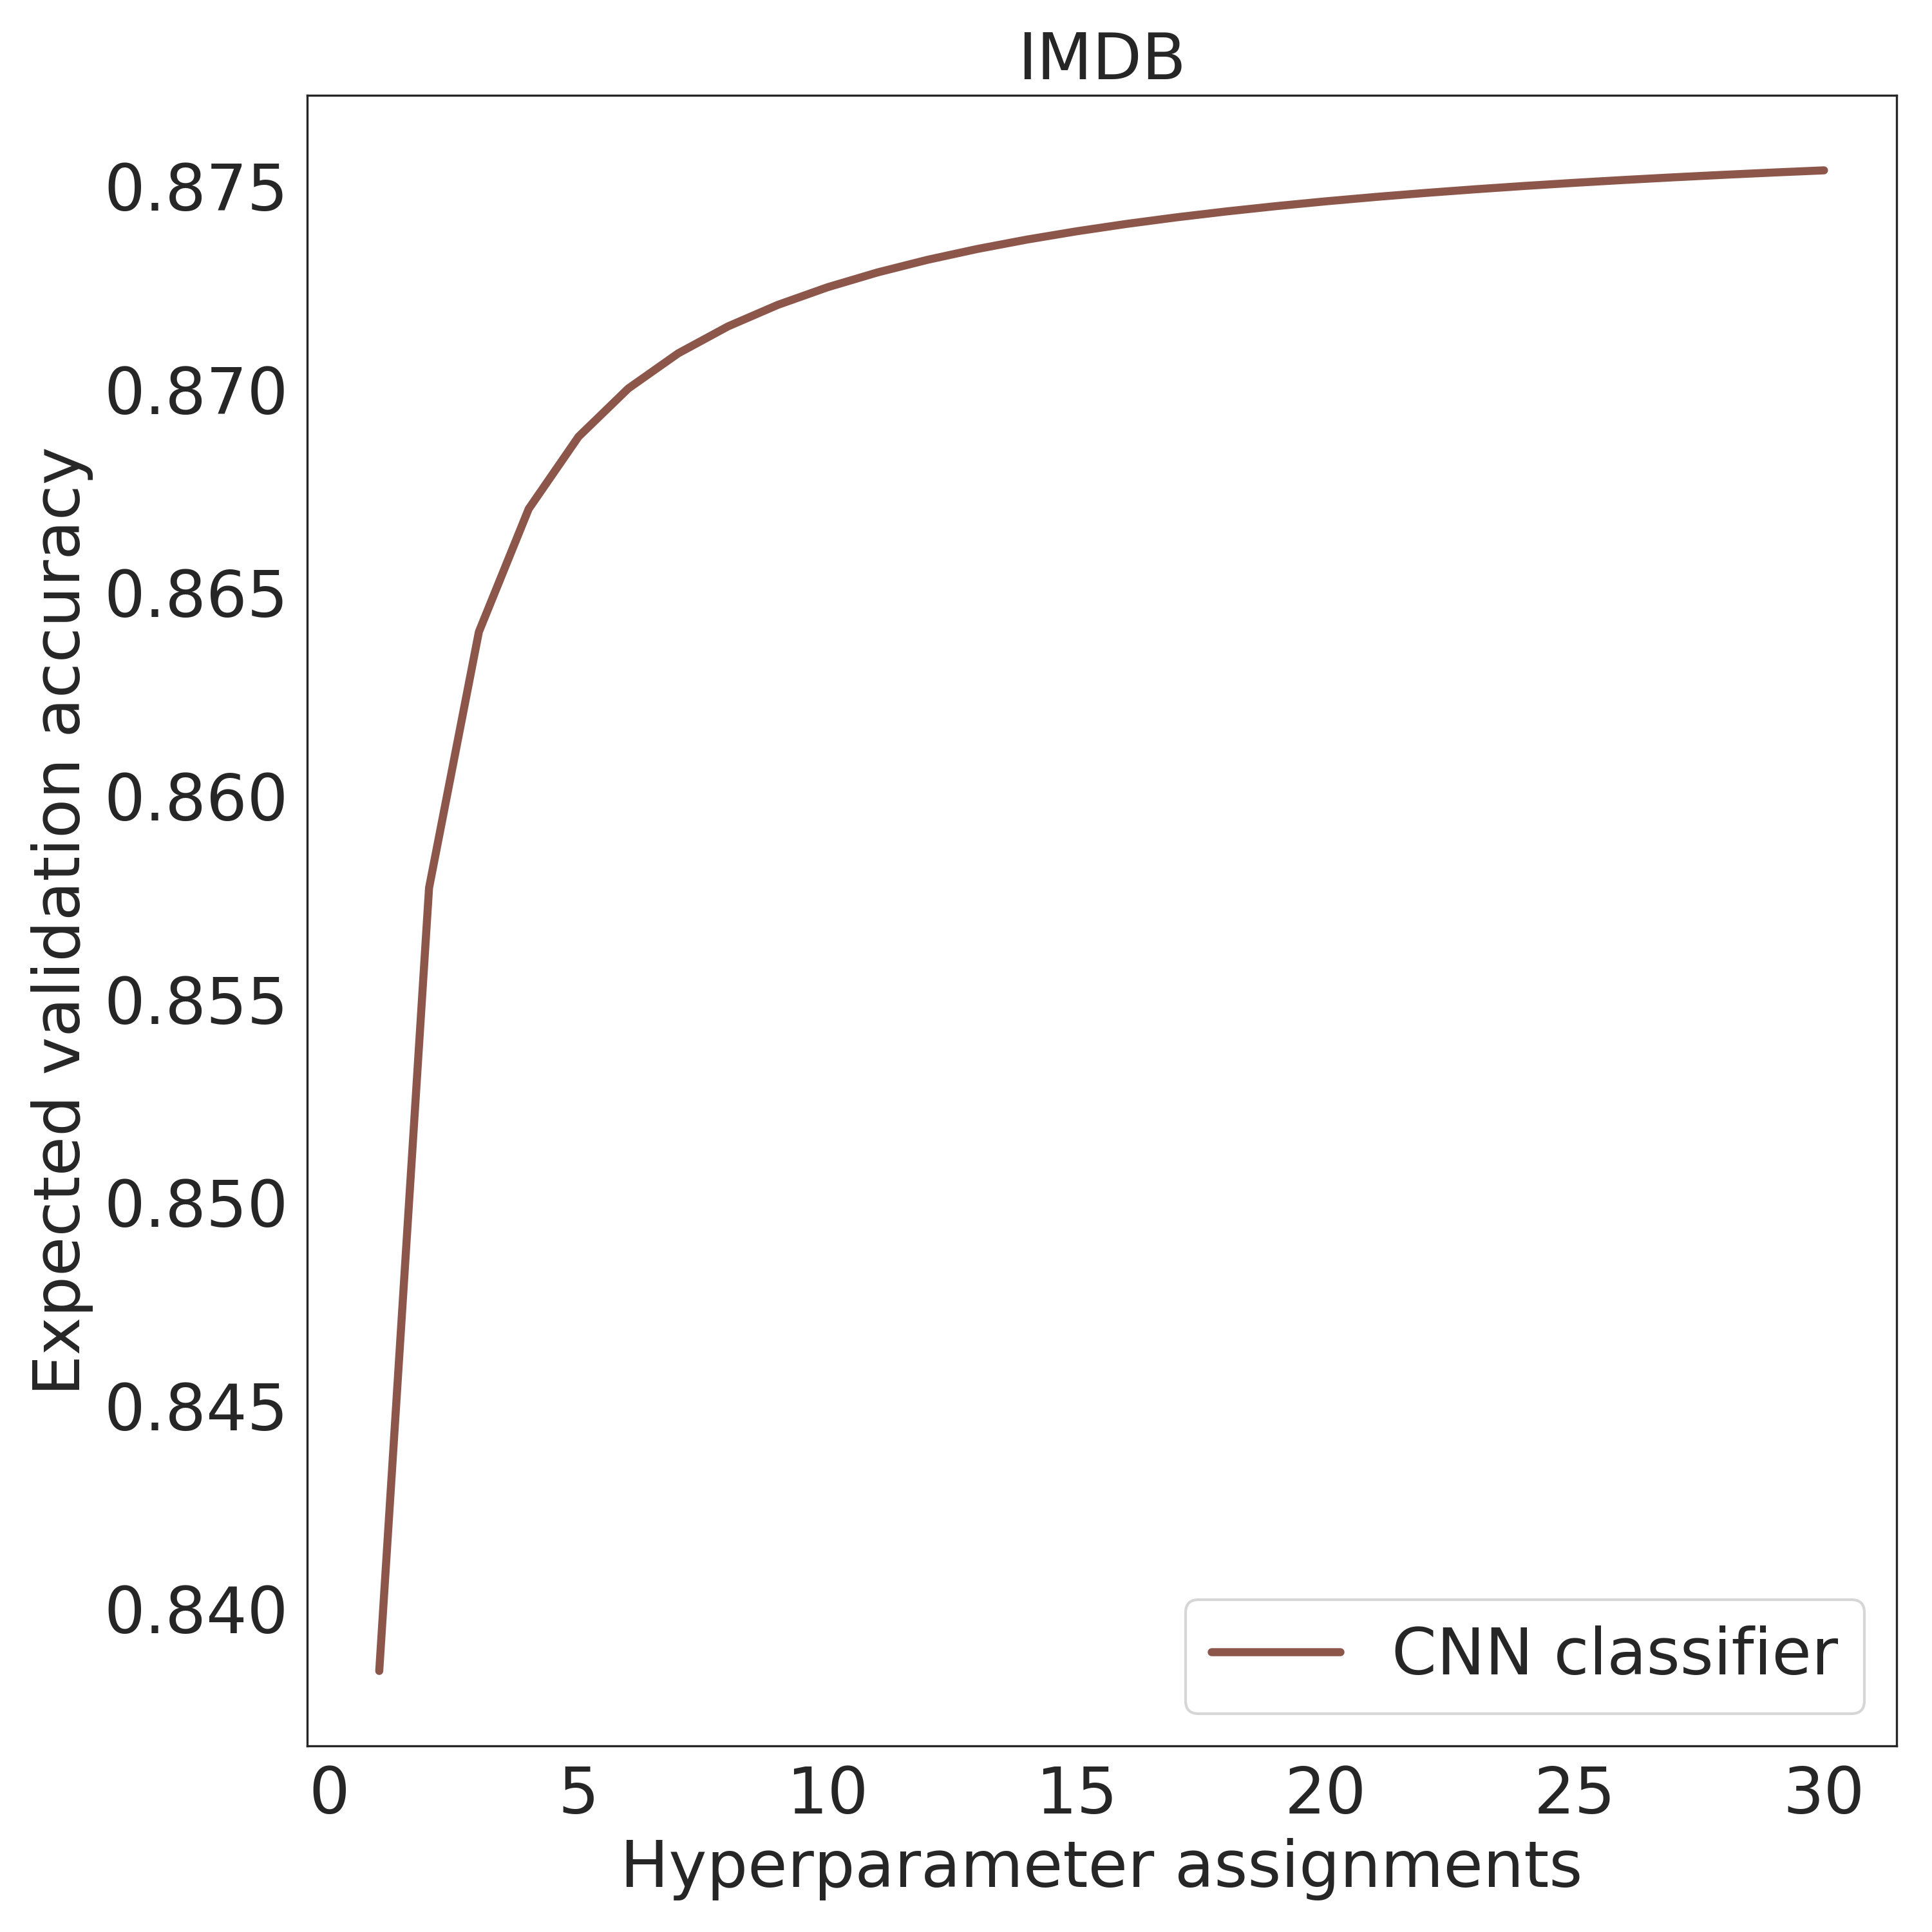 IMDB
Expected validation accuracy
0.875
0.870
0.865
0.860
0.855
0.850
0.845
0.840
CNN classifier
0 5 10 15 20 25 30
Hyperparameter assignments